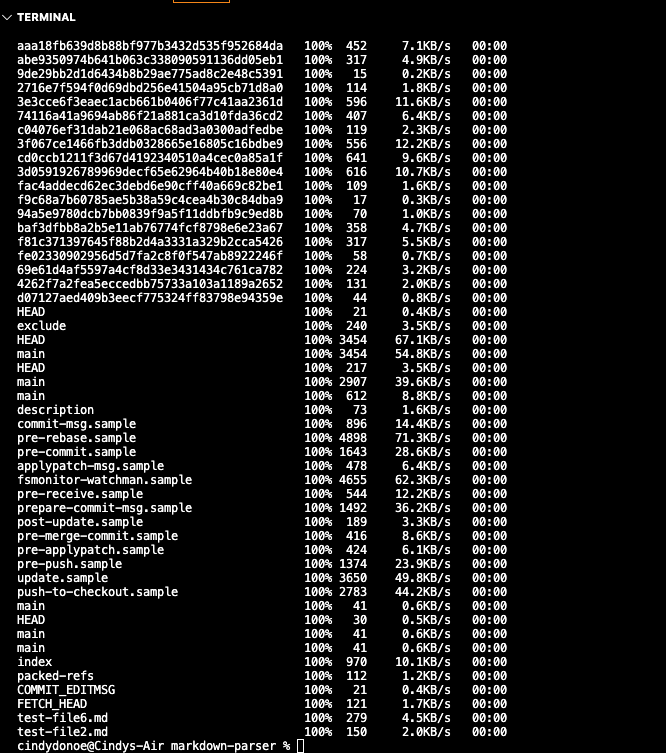 TERMINAL
aaa18fb639d8b88bf977b3432d535f952684da 100% 452 7.1KB/s 00:00
abe9350974b641b063c338090591136dd05eb1 100% 317 4.9KB/s 00:00
9de29bb2d1d6434b8b29ae775ad8c2e48c5391 100% 15 0.2KB/s 00:00
2716e7f594f0d69dbd256e41504a95cb71d8a0 100% 114 1.8KB/s 00:00
3e3cce6f3eaec1acb661b0406f77c41aa2361d 100% 596 11.6KB/s 00:00
74116a41a9694ab86f21a881ca3d10fda36cd2 100% 407 6.4KB/s 00:00
c04076ef31dab21e068ac68ad3a0300adfedbe 100% 119 2.3KB/s 00:00
3f067ce1466fb3ddb0328665e16805c16bdbe9 100% 556 12.2KB/s 00:00
cd0ccb1211f3d67d4192340510a4cec0a85a1f 100% 641 9.6KB/s 00:00
3d0591926789969decf65e62964b40b18e80e4 100% 616 10.7KB/s 00:00
fac4addecd62ec3debd6e90cff40a669c82be1 100% 109 1.6KB/s 00:00
f9c68a7b60785ae5b38a59c4cea4b30c84dba9 100% 17 0.3KB/s 00:00
94a5e9780dcb7bb0839f9a5f11ddbfb9c9ed8b 100% 70 1.0KB/s 00:00
baf3dfbb8a2b5e11ab76774fcf8798e6e23a67 100% 358 4.7KB/s 00:00
f81c371397645f88b2d4a3331a329b2cca5426 100% 317 5.5KB/s 00:00
fe02330902956d5d7fa2c8f0f547ab8922246f 100% 58 0.7KB/s 00:00
69e61d4af5597a4cf8d33e3431434c761ca782 100% 224 3.2KB/s 00:00
4262f7a2fea5eccedbb75733a103a1189a2652 100% 131 2.0KB/s 00:00
d07127aed409b3eecf775324ff83798e94359e 100% 44 0.8KB/s 00:00
HEAD 100% 21 0.4KB/s 00:00
exclude 100% 240 3.5KB/s 00:00
HEAD 100% 3454 67.1KB/s 00:00
main 100% 3454 54.8KB/s 00:00
HEAD 100% 217 3.5KB/s 00:00
main 100% 2907 39.6KB/s 00:00
main 100% 612 8.8KB/s 00:00
description 100% 73 1.6KB/s 00:00
commit-msg.sample 100% 896 14.4KB/s 00:00
pre-rebase.sample 100% 4898 71.3KB/s 00:00
pre-commit.sample 100% 1643 28.6KB/s 00:00
applypatch-msg.sample 100% 478 6.4KB/s 00:00
fsmonitor-watchman.sample 100% 4655 62.3KB/s 00:00
pre-receive.sample 100% 544 12.2KB/s 00:00
prepare-commit-msg.sample 100% 1492 36.2KB/s 00:00
post-update.sample 100% 189 3.3KB/s 00:00
pre-merge-commit.sample 100% 416 8.6KB/s 00:00
pre-applypatch.sample 100% 424 6.1KB/s 00:00
pre-push.sample 100% 1374 23.9KB/s 00:00
update.sample 100% 3650 49.8KB/s 00:00
push-to-checkout.sample 100% 2783 44.2KB/s 00:00
main 100% 41 0.6KB/s 00:00
HEAD 100% 30 0.5KB/s 00:00
main 100% 41 0.6KB/s 00:00
main 100% 41 0.6KB/s 00:00
index 100% 970 10.1KB/s 00:00
packed-refs 100% 112 1.2KB/s 00:00
COMMIT_EDITMSG 100% 21 0.4KB/s 00:00
FETCH_HEAD 100% 121 1.7KB/s 00:00
test-file6.md 100% 279 4.5KB/s 00:00
test-file2.md 100% 150 2.0KB/s 00:00
cindydonoe@Cindys-Air markdown-parser %